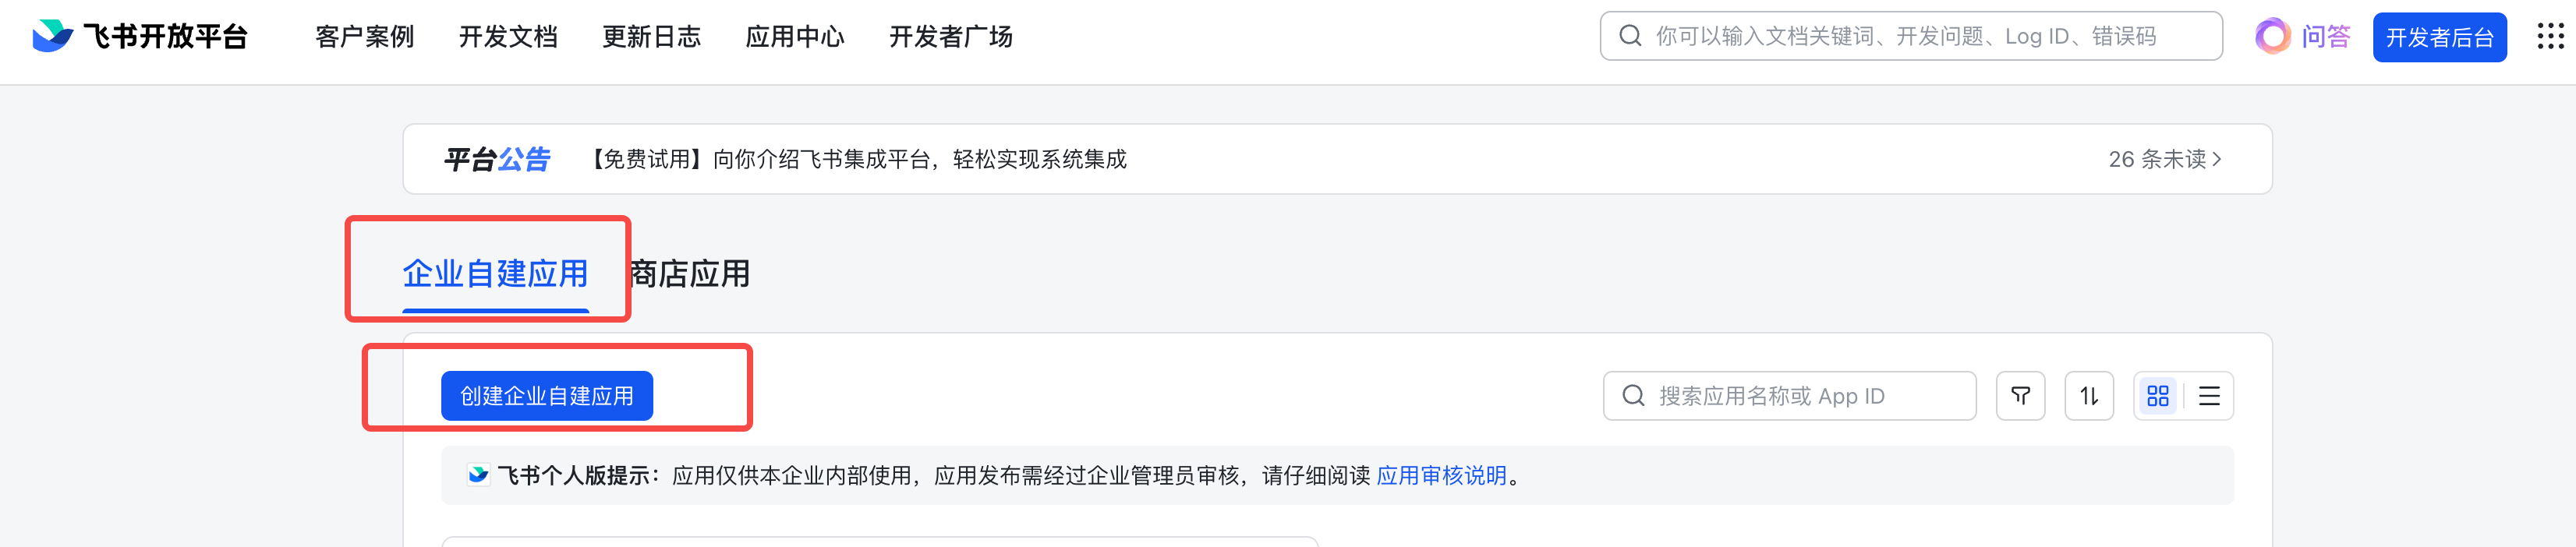 飞书开放平台 客户案例 开发文档 更新日志 应用中心 开发者广场 你可以输入文档关键词、开发问题、Log ID、错误码 问答 开发者后台
平台公告 【免费试用】向你介绍飞书集成平台，轻松实现系统集成 26 条未读
企业自建应用 商店应用
创建企业自建应用 搜索应用名称或 App ID
飞书个人版提示：应用仅供本企业内部使用，应用发布需经过企业管理员审核，请仔细阅读 应用审核说明。